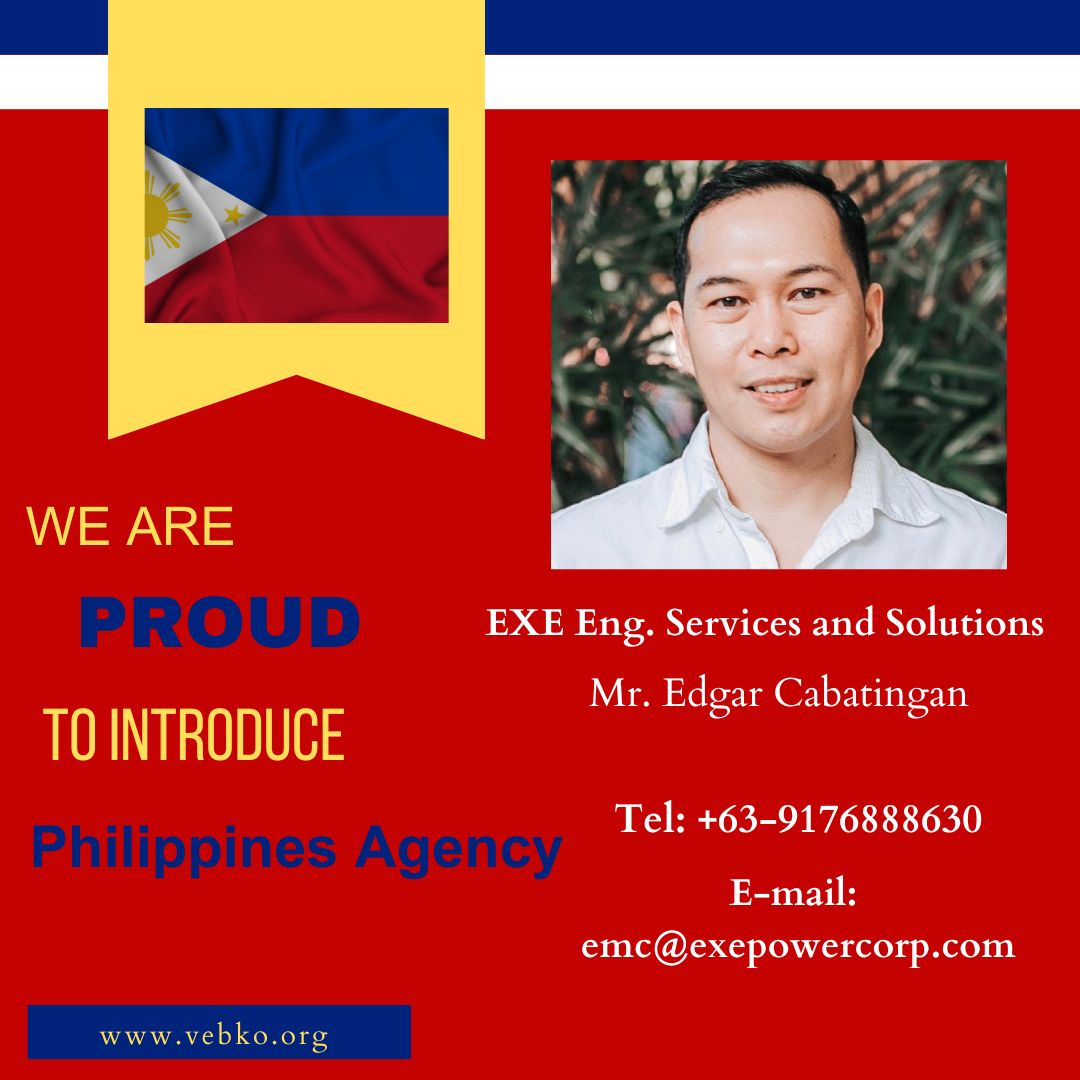 WE ARE
PROUD
TO INTRODUCE
Philippines Agency
EXE Eng. Services and Solutions
Mr. Edgar Cabatingan
Tel: +63-9176888630
E-mail:
emc@exepowercorp.com
www.vebko.org